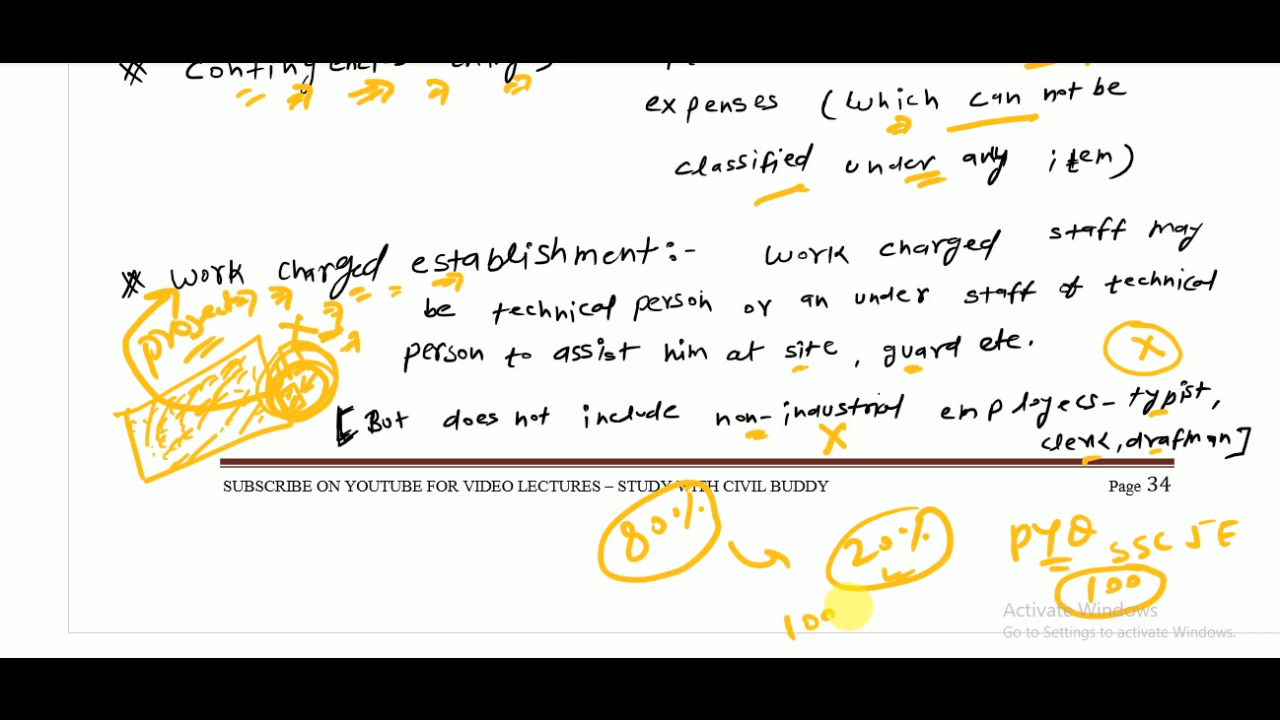 expenses (which can not be
classified under any item)
work charged establishment:- work charged staff may
be technical person or an under staff of technical
person to assist him at site, guard etc.
project
x
[But does not include non-industrial employees-typist,
x
clerk, drafman]
SUBSCRIBE ON YOUTUBE FOR VIDEO LECTURES – STUDY WITH CIVIL BUDDY Page 34
80% 20% PYQ SSC JE
100
100
Activate Windows
Go to Settings to activate Windows.